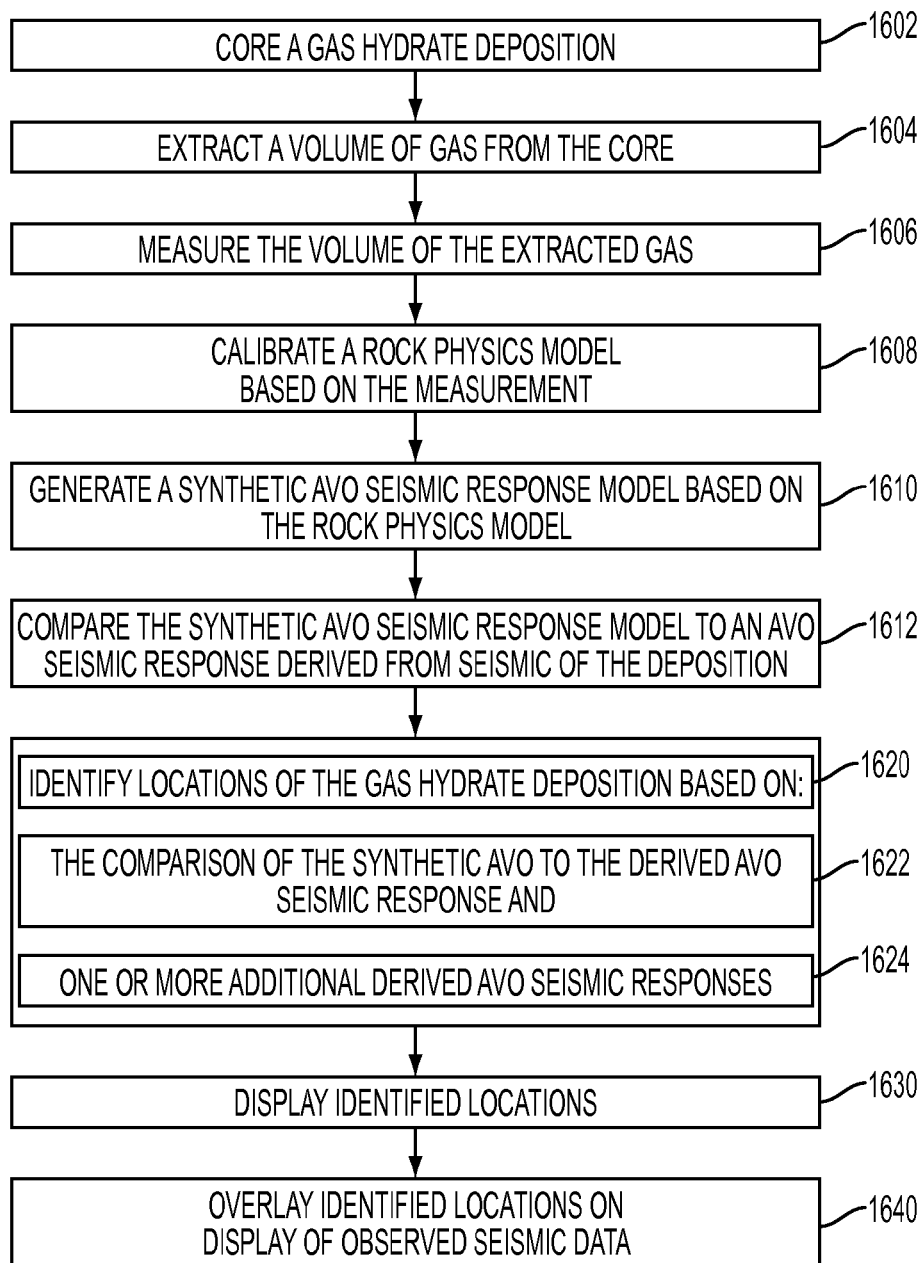 CORE A GAS HYDRATE DEPOSITION
1602
EXTRACT A VOLUME OF GAS FROM THE CORE
1604
MEASURE THE VOLUME OF THE EXTRACTED GAS
1606
CALIBRATE A ROCK PHYSICS MODEL
BASED ON THE MEASUREMENT
1608
GENERATE A SYNTHETIC AVO SEISMIC RESPONSE MODEL BASED ON
THE ROCK PHYSICS MODEL
1610
COMPARE THE SYNTHETIC AVO SEISMIC RESPONSE MODEL TO AN AVO
SEISMIC RESPONSE DERIVED FROM SEISMIC OF THE DEPOSITION
1612
IDENTIFY LOCATIONS OF THE GAS HYDRATE DEPOSITION BASED ON:
1620
THE COMPARISON OF THE SYNTHETIC AVO TO THE DERIVED AVO
SEISMIC RESPONSE AND
1622
ONE OR MORE ADDITIONAL DERIVED AVO SEISMIC RESPONSES
1624
DISPLAY IDENTIFIED LOCATIONS
1630
OVERLAY IDENTIFIED LOCATIONS ON
DISPLAY OF OBSERVED SEISMIC DATA
1640